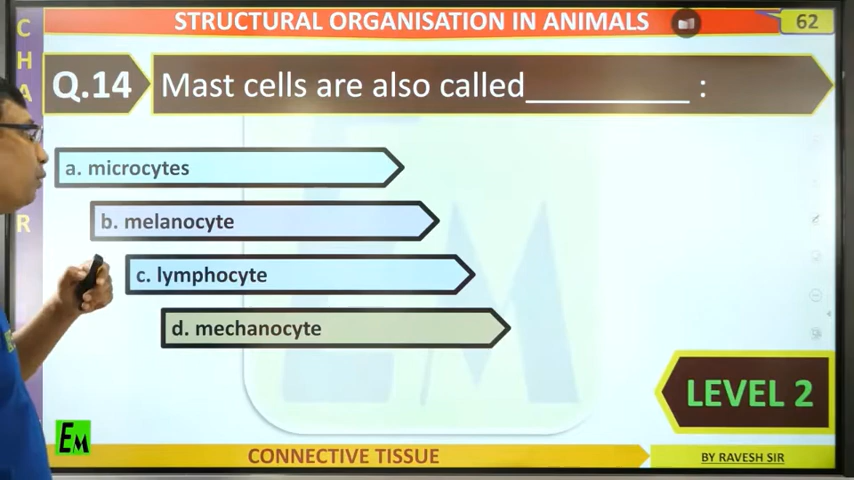 STRUCTURAL ORGANISATION IN ANIMALS
62
C
H
A
R
Q.14
Mast cells are also called_________ :
a. microcytes
b. melanocyte
c. lymphocyte
d. mechanocyte
LEVEL 2
EM
CONNECTIVE TISSUE
BY RAVESH SIR